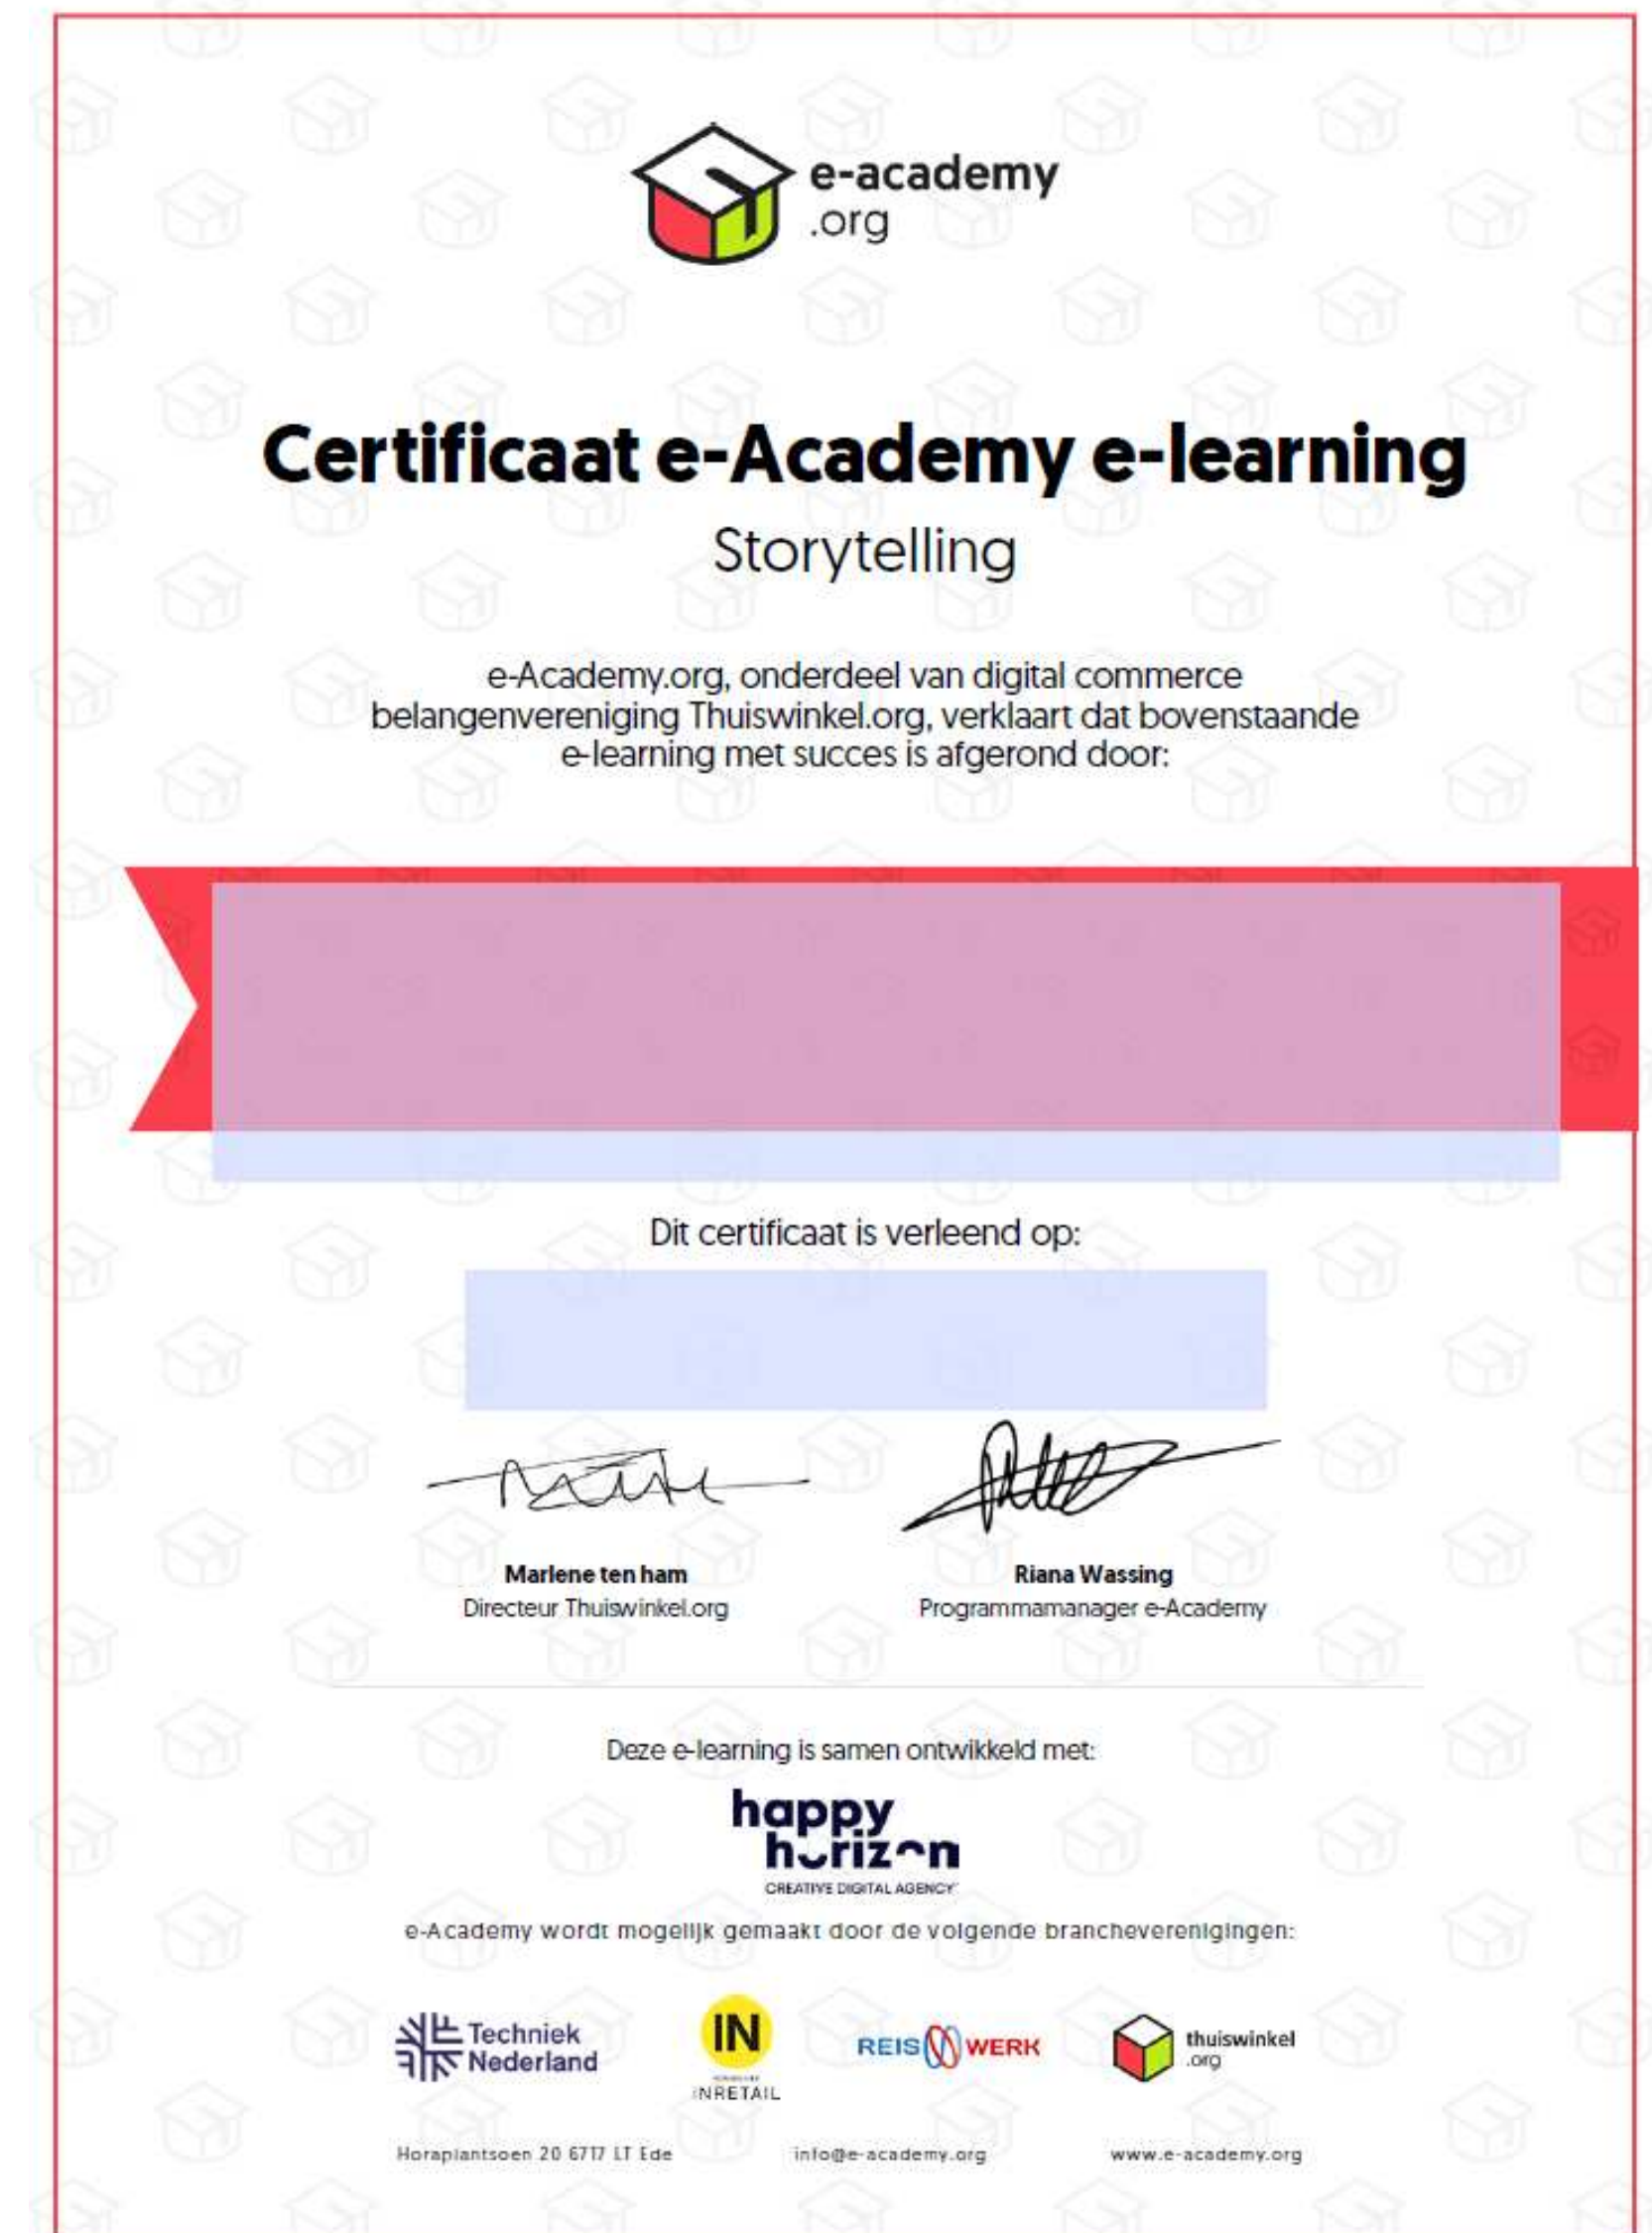 e-academy
.org
Certificaat e-Academy e-learning
Storytelling
e-Academy.org, onderdeel van digital commerce
belangenvereniging Thuiswinkel.org, verklaart dat bovenstaande
e-learning met succes is afgerond door:
Dit certificaat is verleend op:
Marlene ten ham
Riana Wassing
Directeur Thuiswinkel.org
Programmamanager e-Academy
Deze e-learning is samen ontwikkeld met:
happy
horizon
CREATIVE DIGITAL AGENCY
e-Academy wordt mogelijk gemaakt door de volgende brancheverenigingen:
Techniek
Nederland
IN
INRETAIL
REIS WERK
thuiswinkel
.org
Horaplantsoen 20 6717 LT Ede
info@e-academy.org
www.e-academy.org